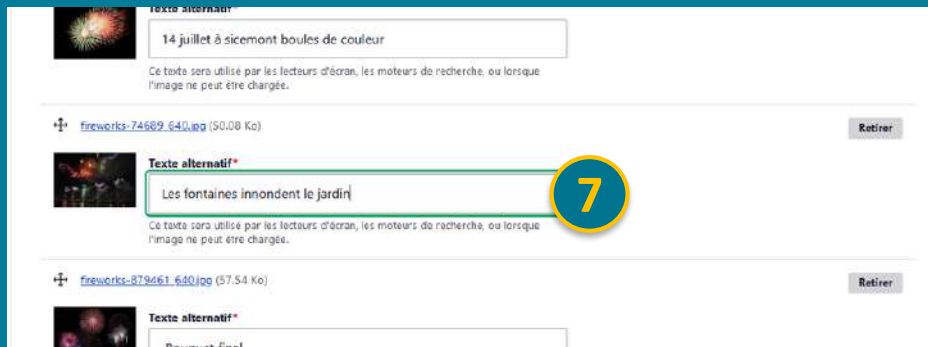 Texte alternatif*
14 juillet à sicemont boules de couleur
Ce texte sera utilisé par les lecteurs d'écran, les moteurs de recherche, ou lorsque
l'image ne peut être chargée.
fireworks-74689_640.jpg (50.08 Ko)
Retirer
Texte alternatif*
Les fontaines innondent le jardin
7
Ce texte sera utilisé par les lecteurs d'écran, les moteurs de recherche, ou lorsque
l'image ne peut être chargée.
fireworks-879461_640.jpg (57.54 Ko)
Retirer
Texte alternatif*
Bouquet final